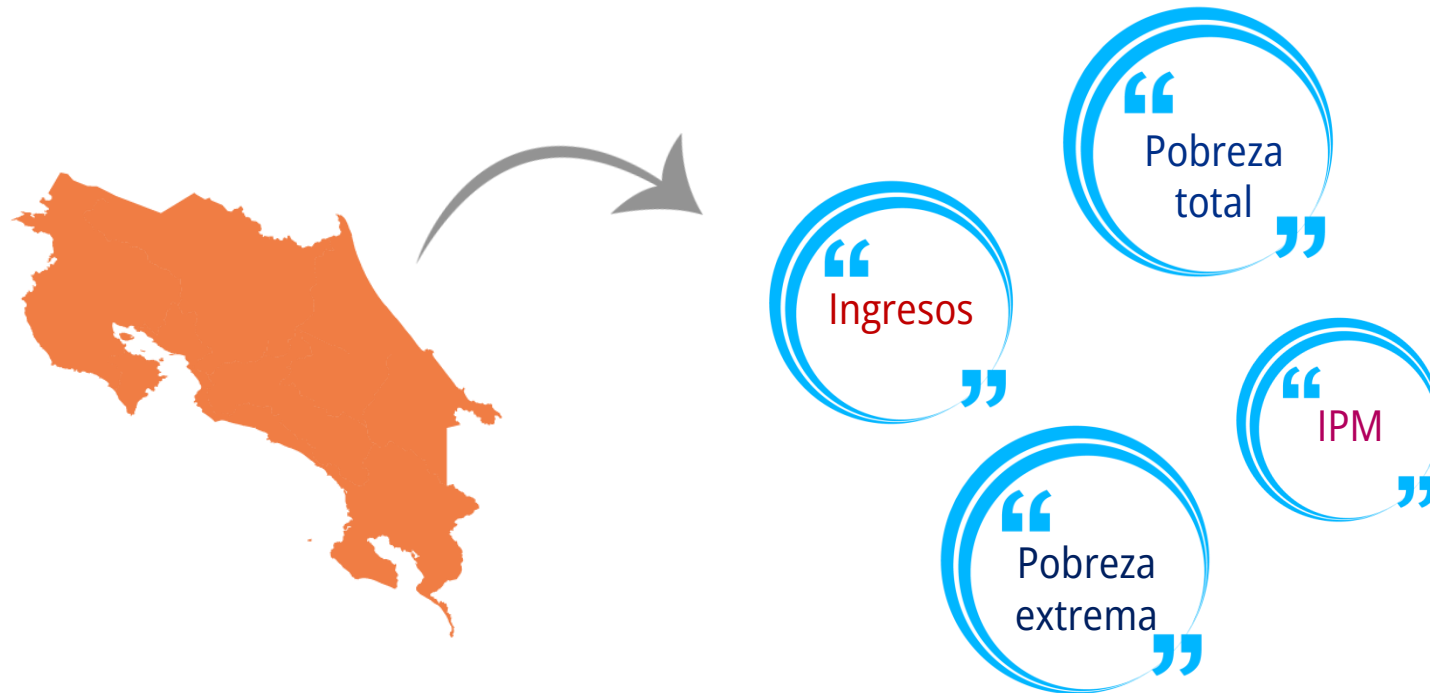 Pobreza
total
Ingresos
IPM
Pobreza
extrema